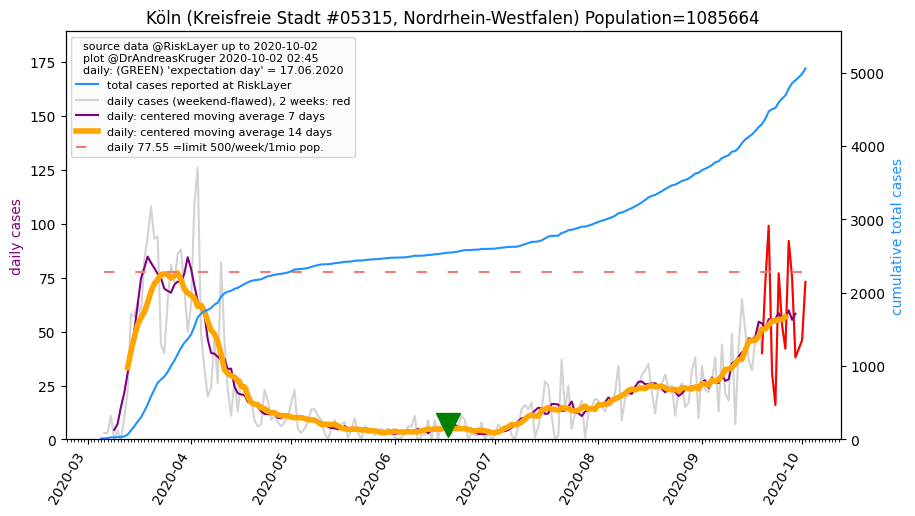 Köln (Kreisfreie Stadt #05315, Nordrhein-Westfalen) Population=1085664
source data @RiskLayer up to 2020-10-02
plot @DrAndreasKruger 2020-10-02 02:45
daily: (GREEN) 'expectation day' = 17.06.2020
total cases reported at RiskLayer
daily cases (weekend-flawed), 2 weeks: red
daily: centered moving average 7 days
daily: centered moving average 14 days
daily 77.55 =limit 500/week/1mio pop.
daily cases
175
150
125
100
75
50
25
0
cumulative total cases
5000
4000
3000
2000
1000
0
2020-03
2020-04
2020-05
2020-06
2020-07
2020-08
2020-09
2020-10